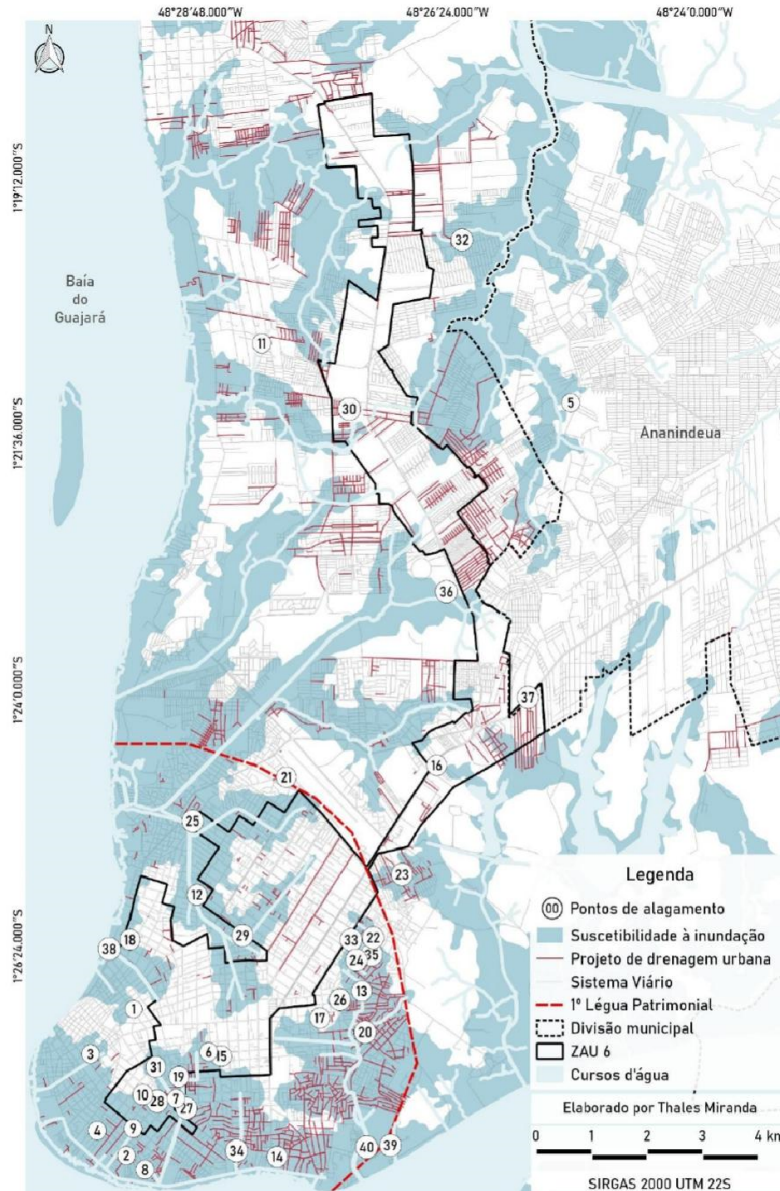 48°28'48.000"W
48°26'24.000"W
48°24'0.000"W
N
1°19'12.000"S
32
Baía
do
Guajará
11
5
30
1°21'36.000"S
Ananindeua
36
1°24'0.000"S
37
16
21
25
23
12
29
38
18
33
22
24
35
1°26'24.000"S
13
26
17
1
20
3
6
15
31
19
10
28
7
27
4
9
2
8
34
14
40
39
Legenda
00 Pontos de alagamento
Suscetibilidade à inundação
Projeto de drenagem urbana
Sistema Viário
1º Légua Patrimonial
Divisão municipal
ZAU 6
Cursos d'água
Elaborado por Thales Miranda
0 1 2 3 4 km
SIRGAS 2000 UTM 22S